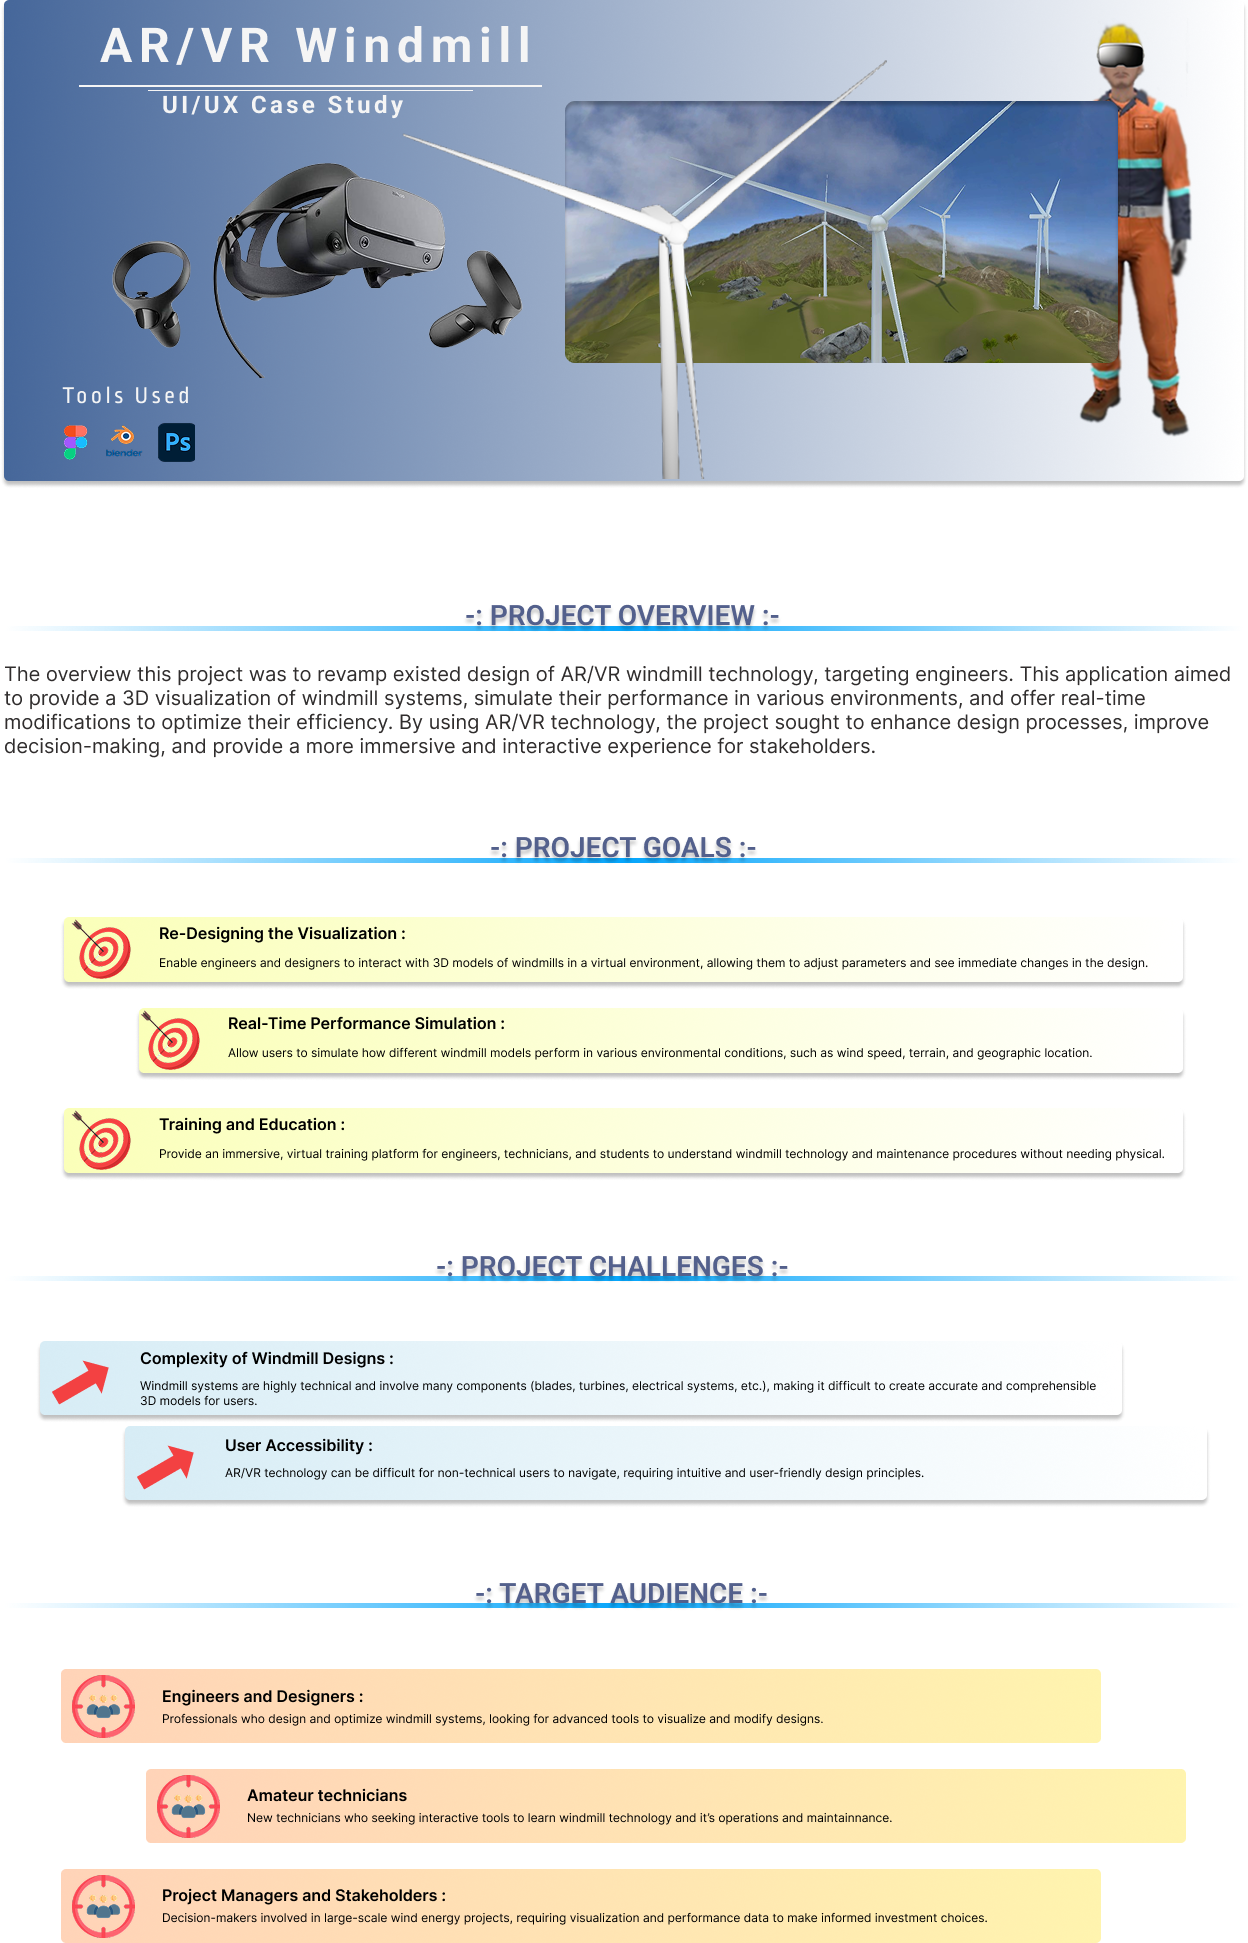 AR/VR Windmill
UI/UX Case Study
Tools Used
blender
Ps
-: PROJECT OVERVIEW :-
The overview this project was to revamp existed design of AR/VR windmill technology, targeting engineers. This application aimed
to provide a 3D visualization of windmill systems, simulate their performance in various environments, and offer real-time
modifications to optimize their efficiency. By using AR/VR technology, the project sought to enhance design processes, improve
decision-making, and provide a more immersive and interactive experience for stakeholders.
-: PROJECT GOALS :-
Re-Designing the Visualization :
Enable engineers and designers to interact with 3D models of windmills in a virtual environment, allowing them to adjust parameters and see immediate changes in the design.
Real-Time Performance Simulation :
Allow users to simulate how different windmill models perform in various environmental conditions, such as wind speed, terrain, and geographic location.
Training and Education :
Provide an immersive, virtual training platform for engineers, technicians, and students to understand windmill technology and maintenance procedures without needing physical.
-: PROJECT CHALLENGES :-
Complexity of Windmill Designs :
Windmill systems are highly technical and involve many components (blades, turbines, electrical systems, etc.), making it difficult to create accurate and comprehensible
3D models for users.
User Accessibility :
AR/VR technology can be difficult for non-technical users to navigate, requiring intuitive and user-friendly design principles.
-: TARGET AUDIENCE :-
Engineers and Designers :
Professionals who design and optimize windmill systems, looking for advanced tools to visualize and modify designs.
Amateur technicians
New technicians who seeking interactive tools to learn windmill technology and it’s operations and maintainnance.
Project Managers and Stakeholders :
Decision-makers involved in large-scale wind energy projects, requiring visualization and performance data to make informed investment choices.